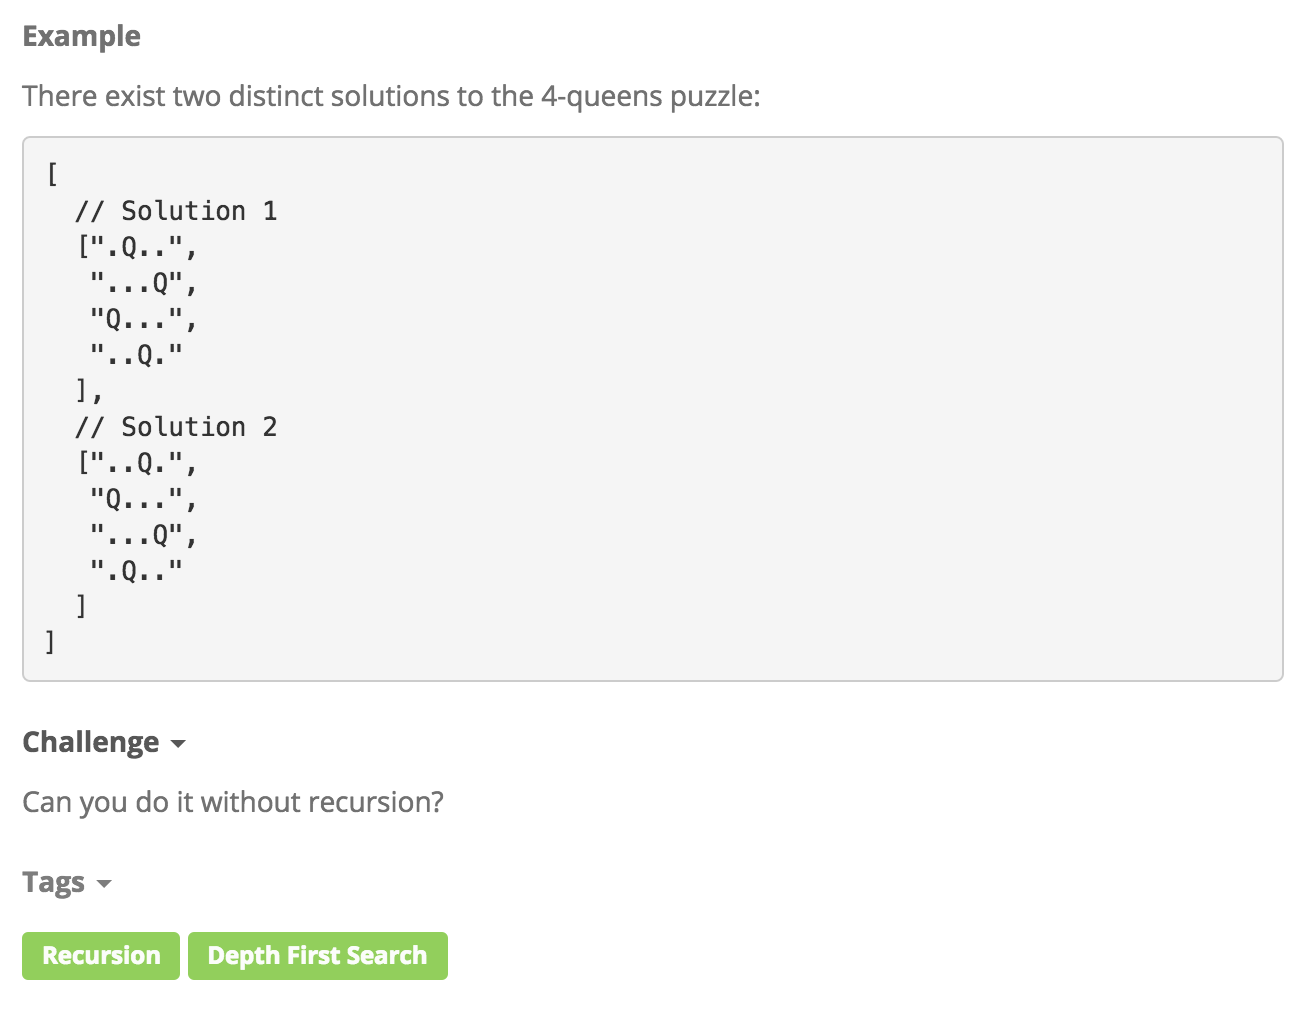 Example
There exist two distinct solutions to the 4-queens puzzle:
[
  // Solution 1
  [".Q..",
   "...Q",
   "Q...",
   "..Q."
  ],
  // Solution 2
  ["..Q.",
   "Q...",
   "...Q",
   ".Q.."
  ]
]
Challenge
Can you do it without recursion?
Tags
Recursion Depth First Search